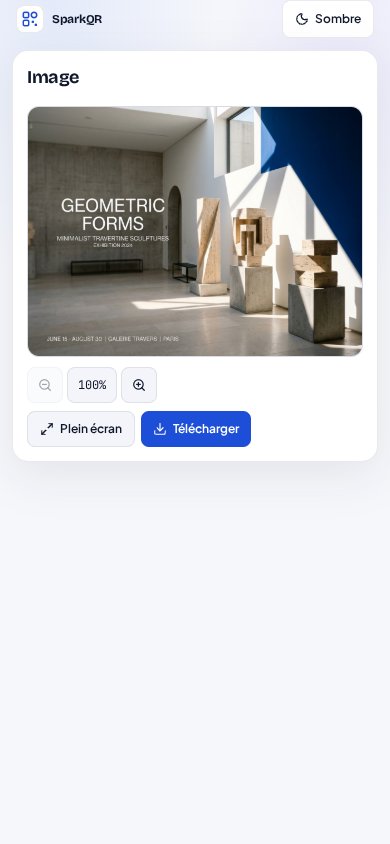 SparkQR
Sombre
Image
GEOMETRIC
FORMS
MINIMALIST TRAVERTINE SCULPTURES
EXHIBITION 2024
JUNE 15 - AUGUST 30 | GALERIE TRAVERS | PARIS
100%
Plein écran
Télécharger